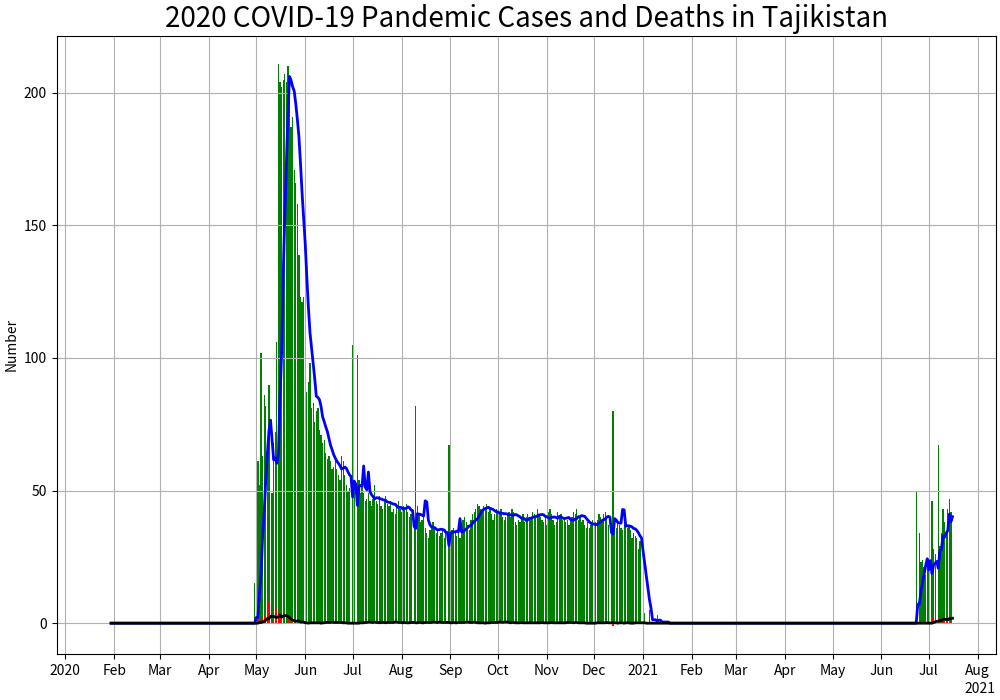 2020 COVID-19 Pandemic Cases and Deaths in Tajikistan
Number
200
150
100
50
0
2020 Feb Mar Apr May Jun Jul Aug Sep Oct Nov Dec 2021 Feb Mar Apr May Jun Jul Aug
2021